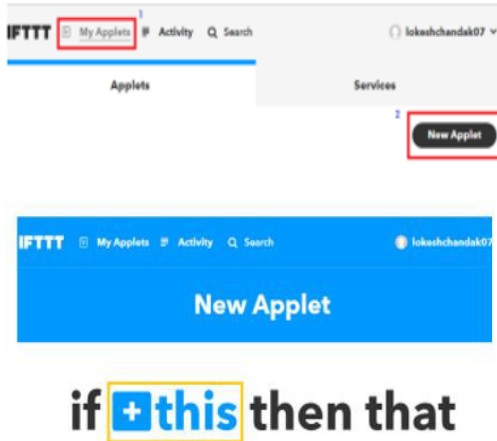 1
IFTTT My Applets Activity Search lokeshchandak07
Applets Services
2
New Applet
IFTTT My Applets Activity Search lokeshchandak07
New Applet
if +this then that